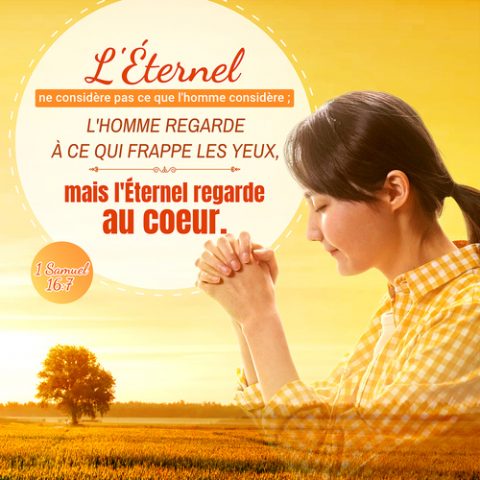 L'Éternel
ne considère pas ce que l'homme considère ;
L'HOMME REGARDE
À CE QUI FRAPPE LES YEUX,
mais l'Éternel regarde
au coeur.
1 Samuel
16:7